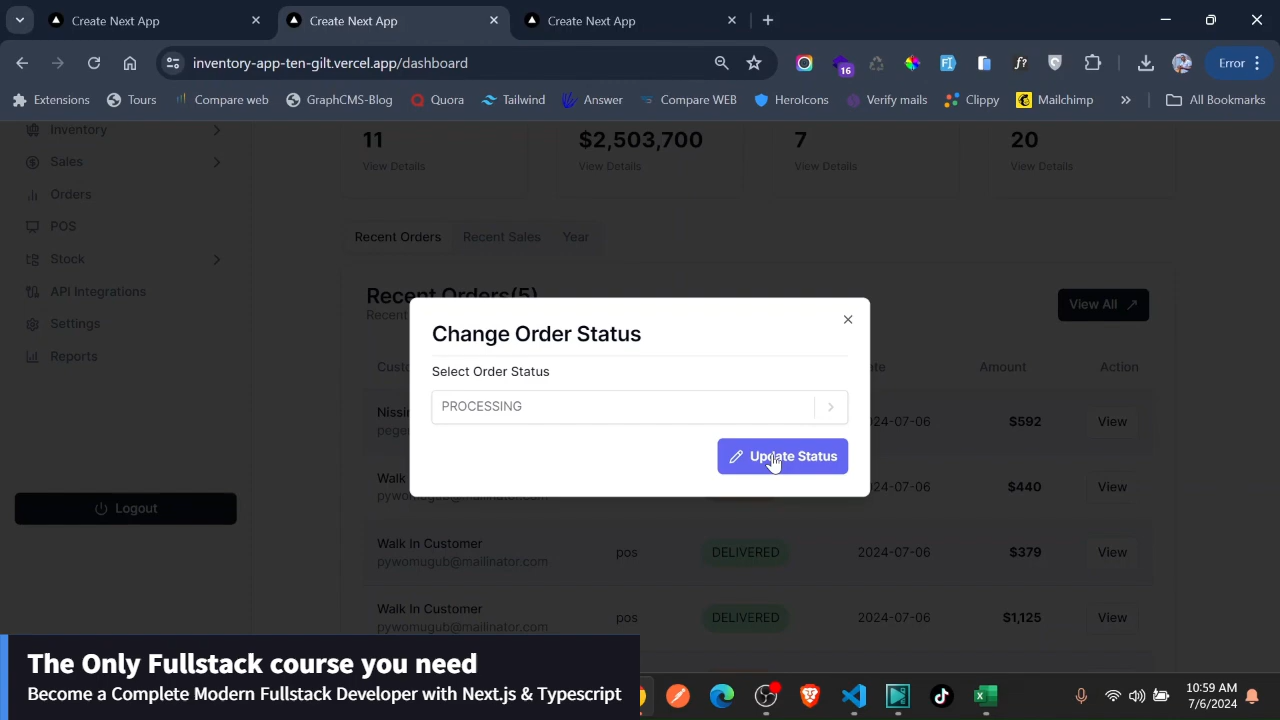 Create Next App
Create Next App
Create Next App
inventory-app-ten-gilt.vercel.app/dashboard
16
Error
Extensions
Tours
Compare web
GraphCMS-Blog
Quora
Tailwind
Answer
Compare WEB
HeroIcons
Verify mails
Clippy
Mailchimp
All Bookmarks
Inventory
Sales
Orders
POS
Stock
API Integrations
Settings
Reports
Logout
11
View Details
$2,503,700
View Details
7
View Details
20
View Details
Recent Orders Recent Sales Year
Recent Orders(5)
Recent
View All
Change Order Status
Select Order Status
PROCESSING
Update Status
Amount
Action
$592
View
Walk
$440
View
Walk In Customer
pywomugub@mailinator.com
pos
DELIVERED
2024-07-06
$379
View
Walk In Customer
pywomugub@mailinator.com
pos
DELIVERED
2024-07-06
$1,125
View
The Only Fullstack course you need
Become a Complete Modern Fullstack Developer with Next.js & Typescript
10:59 AM
7/6/2024